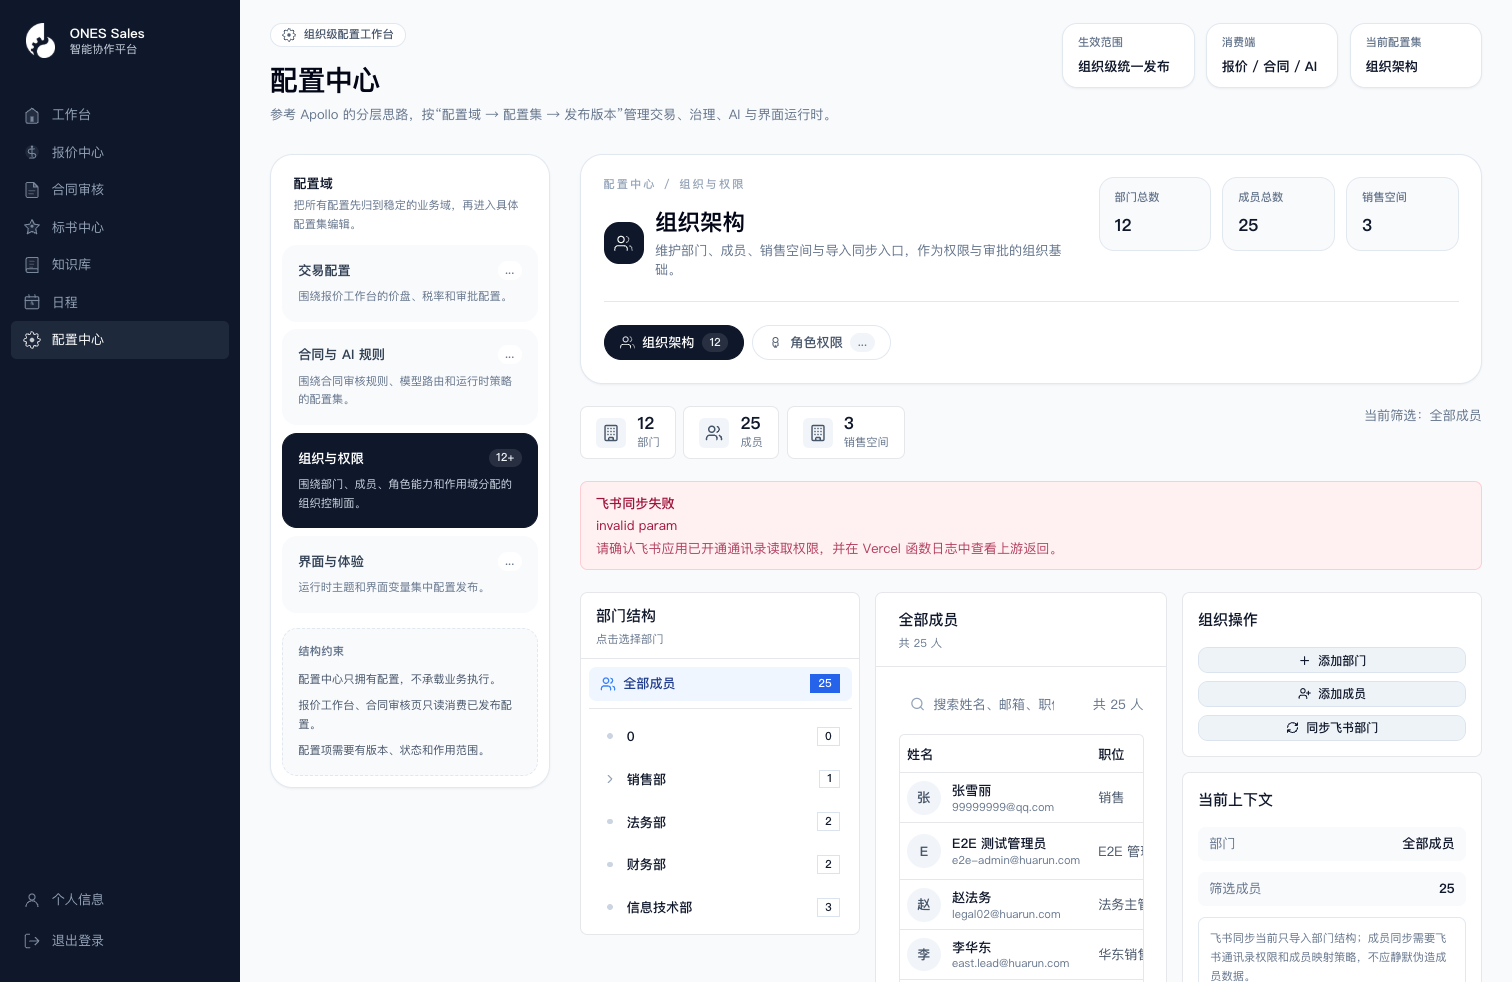 ONES Sales
智能协作平台
工作台
报价中心
合同审核
标书中心
知识库
日程
配置中心
个人信息
退出登录
组织级配置工作台
配置中心
参考 Apollo 的分层思路，按“配置域 → 配置集 → 发布版本”管理交易、治理、AI 与界面运行时。
生效范围
组织级统一发布
消费端
报价 / 合同 / AI
当前配置集
组织架构
配置域
把所有配置先归到稳定的业务域，再进入具体
配置集编辑。
交易配置
...
围绕报价工作台的价盘、税率和审批配置。
合同与 AI 规则
...
围绕合同审核规则、模型路由和运行时策略
的配置集。
组织与权限
12+
围绕部门、成员、角色能力和作用域分配的
组织控制面。
界面与体验
...
运行时主题和界面变量集中配置发布。
结构约束
配置中心只拥有配置，不承载业务执行。
报价工作台、合同审核页只读消费已发布配
置。
配置项需要有版本、状态和作用范围。
配置中心 / 组织与权限
组织架构
维护部门、成员、销售空间与导入同步入口，作为权限与审批的组织基
础。
部门总数
12
成员总数
25
销售空间
3
组织架构 12
角色权限 ...
12
部门
25
成员
3
销售空间
当前筛选：全部成员
飞书同步失败
invalid param
请确认飞书应用已开通通讯录读取权限，并在 Vercel 函数日志中查看上游返回。
部门结构
点击选择部门
全部成员 25
0 0
销售部 1
法务部 2
财务部 2
信息技术部 3
全部成员
共 25 人
搜索姓名、邮箱、职位
共 25 人
姓名 职位
张 张雪丽 销售
99999999@qq.com
E E2E 测试管理员 E2E 管
e2e-admin@huarun.com
赵 赵法务 法务主管
legal02@huarun.com
李 李华东 华东销售
east.lead@huarun.com
组织操作
添加部门
添加成员
同步飞书部门
当前上下文
部门 全部成员
筛选成员 25
飞书同步当前只导入部门结构；成员同步需要飞
书通讯录权限和成员映射策略，不应静默伪造成
员数据。